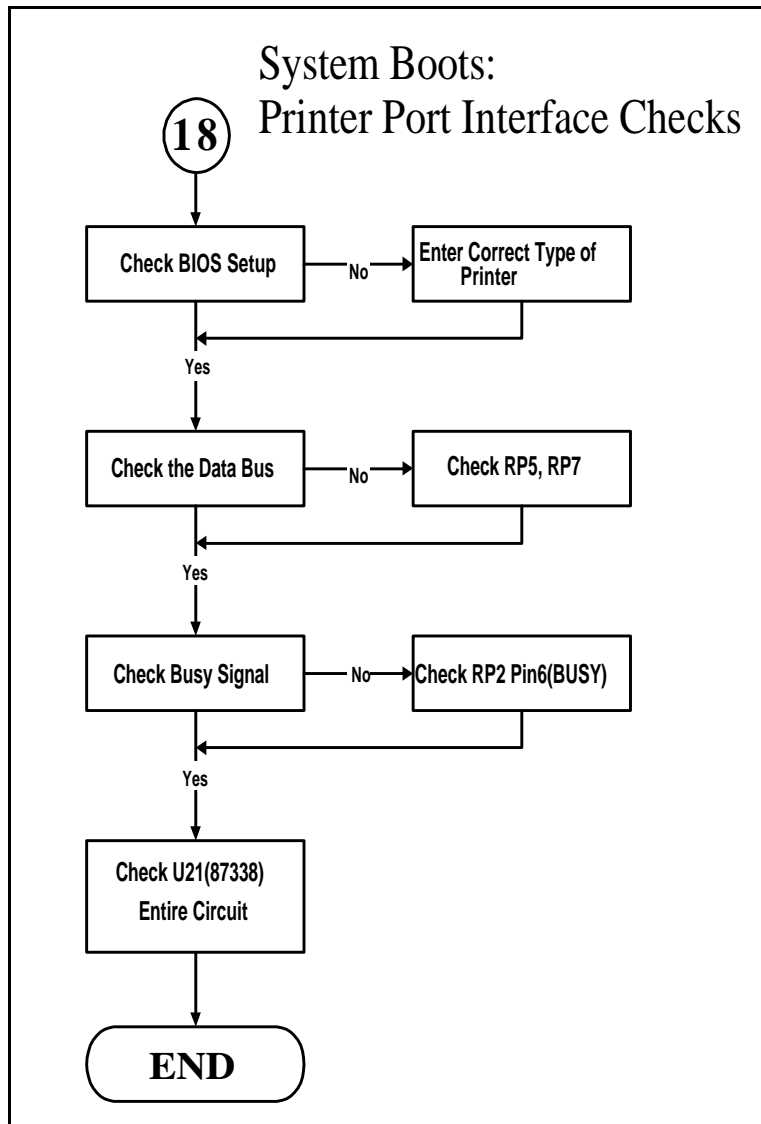 System Boots:
Printer Port Interface Checks
18
Check BIOS Setup
No
Enter Correct Type of
Printer
Yes
Check the Data Bus
No
Check RP5, RP7
Yes
Check Busy Signal
No
Check RP2 Pin6(BUSY)
Yes
Check U21(87338)
Entire Circuit
END